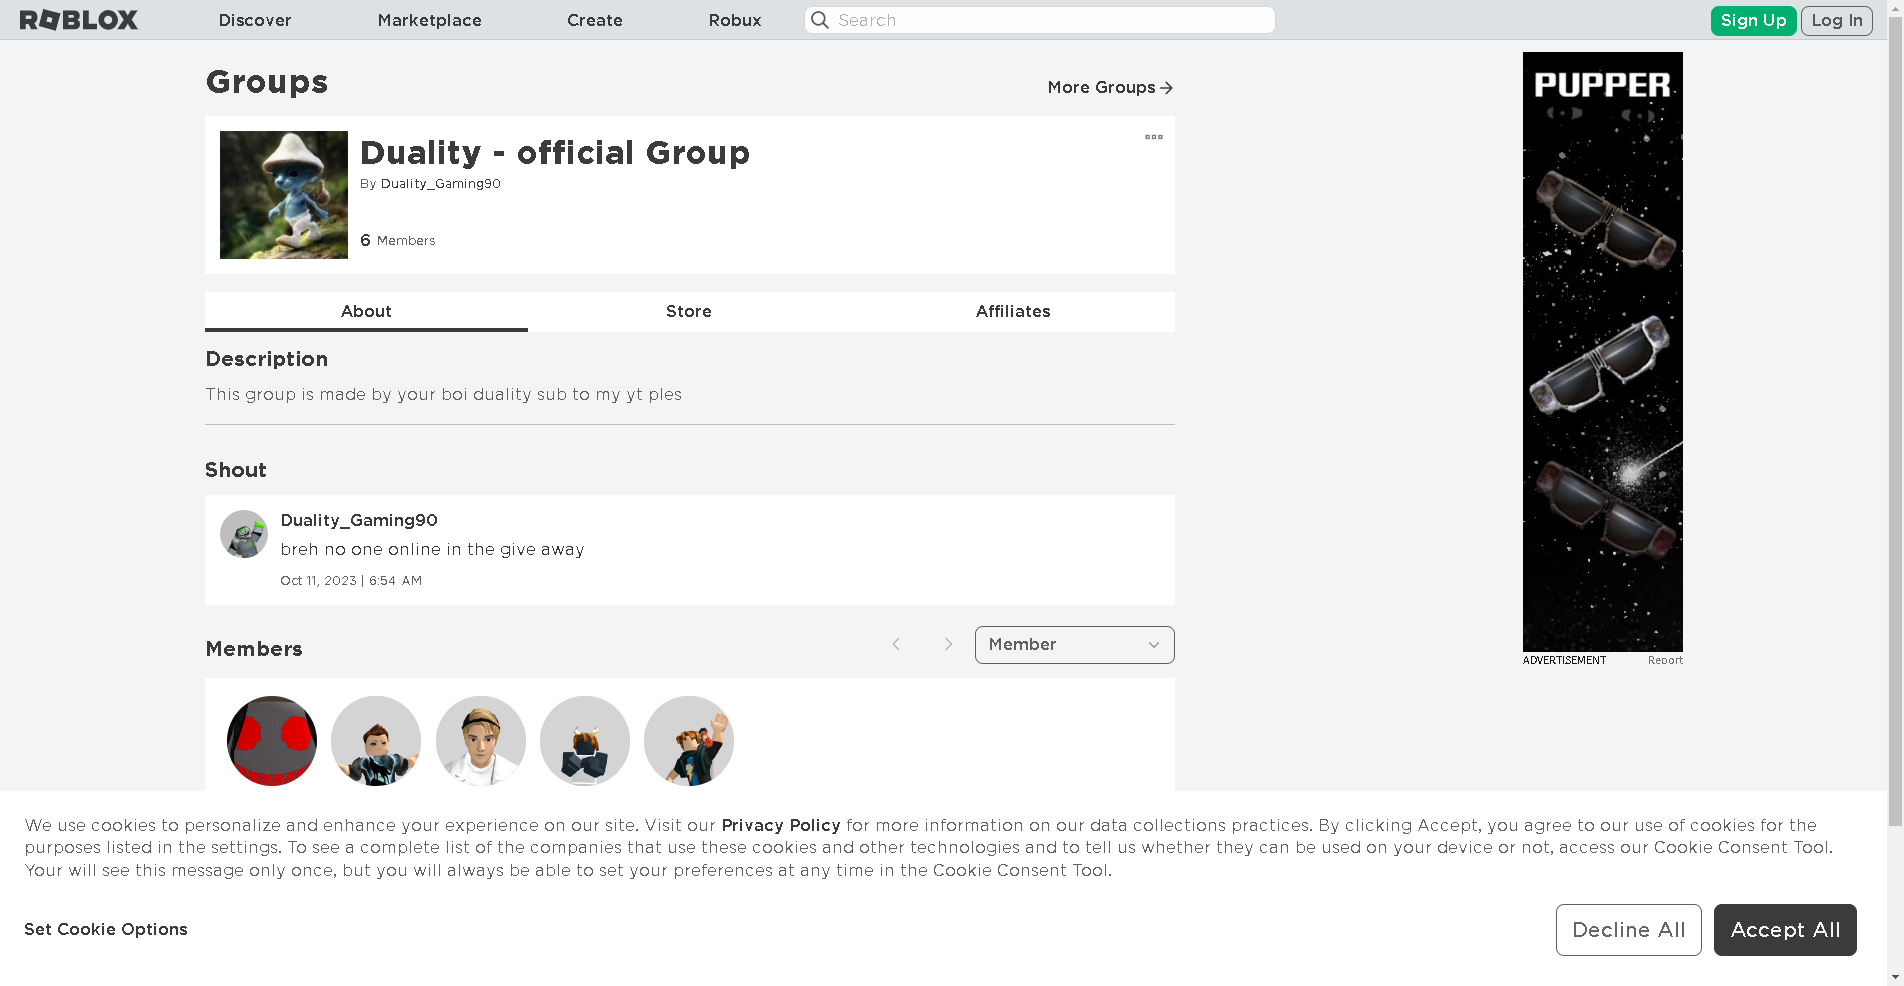 ROBLOX
Discover
Marketplace
Create
Robux
Search
Sign Up
Log In
Groups
More Groups
Duality - official Group
By Duality_Gaming90
6 Members
About
Store
Affiliates
Description
This group is made by your boi duality sub to my yt ples
Shout
Duality_Gaming90
breh no one online in the give away
Oct 11, 2023 | 6:54 AM
Members
Member
PUPPER
ADVERTISEMENT
Report
We use cookies to personalize and enhance your experience on our site. Visit our Privacy Policy for more information on our data collections practices. By clicking Accept, you agree to our use of cookies for the
purposes listed in the settings. To see a complete list of the companies that use these cookies and other technologies and to tell us whether they can be used on your device or not, access our Cookie Consent Tool.
Your will see this message only once, but you will always be able to set your preferences at any time in the Cookie Consent Tool.
Set Cookie Options
Decline All
Accept All